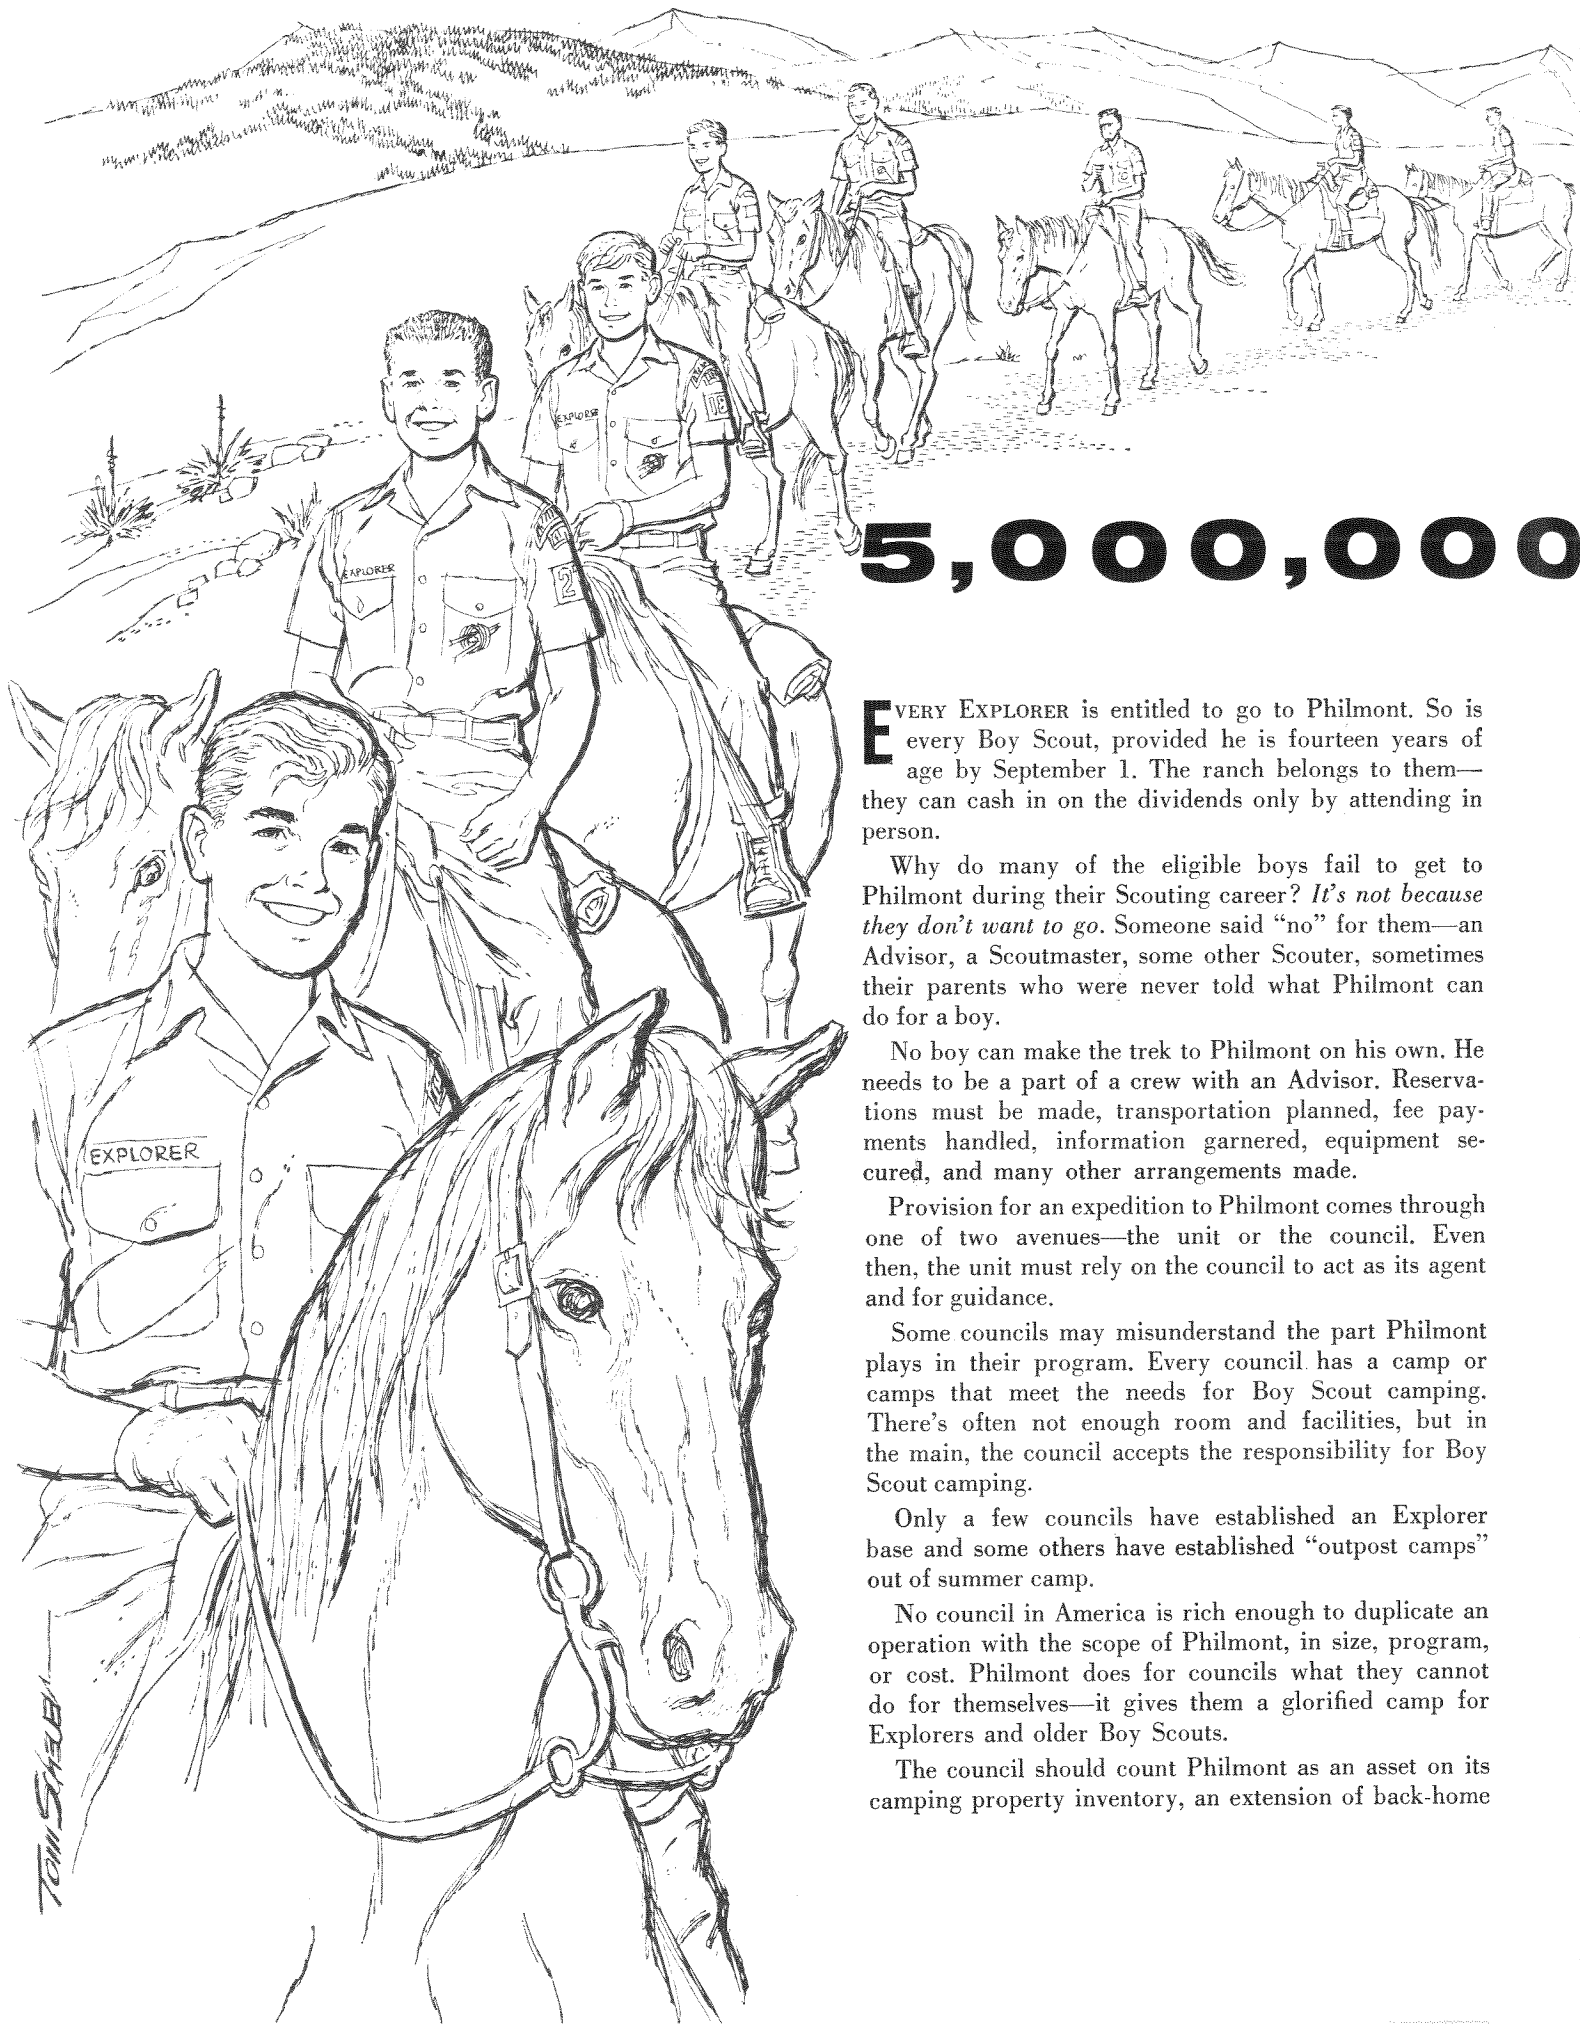 5,000,000
EVERY EXPLORER is entitled to go to Philmont. So is
every Boy Scout, provided he is fourteen years of
age by September 1. The ranch belongs to them—
they can cash in on the dividends only by attending in
person.
Why do many of the eligible boys fail to get to
Philmont during their Scouting career? It's not because
they don't want to go. Someone said “no” for them—an
Advisor, a Scoutmaster, some other Scouter, sometimes
their parents who were never told what Philmont can
do for a boy.
No boy can make the trek to Philmont on his own. He
needs to be a part of a crew with an Advisor. Reserva-
tions must be made, transportation planned, fee pay-
ments handled, information garnered, equipment se-
cured, and many other arrangements made.
Provision for an expedition to Philmont comes through
one of two avenues—the unit or the council. Even
then, the unit must rely on the council to act as its agent
and for guidance.
Some councils may misunderstand the part Philmont
plays in their program. Every council has a camp or
camps that meet the needs for Boy Scout camping.
There's often not enough room and facilities, but in
the main, the council accepts the responsibility for Boy
Scout camping.
Only a few councils have established an Explorer
base and some others have established “outpost camps”
out of summer camp.
No council in America is rich enough to duplicate an
operation with the scope of Philmont, in size, program,
or cost. Philmont does for councils what they cannot
do for themselves—it gives them a glorified camp for
Explorers and older Boy Scouts.
The council should count Philmont as an asset on its
camping property inventory, an extension of back-home
EXPLORER
18
EXPLORER
2
EXPLORER